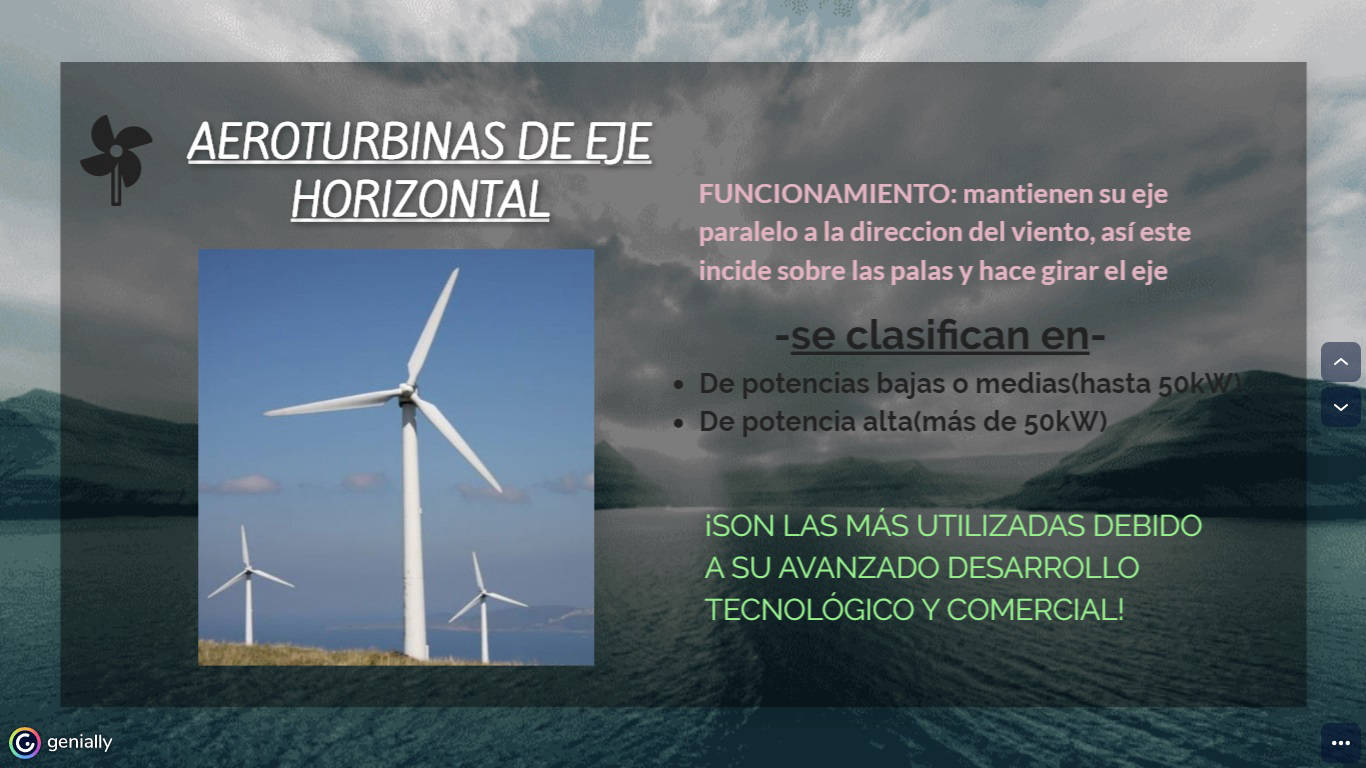 AEROTURBINAS DE EJE
HORIZONTAL
FUNCIONAMIENTO: mantienen su eje
paralelo a la direccion del viento, así este
incide sobre las palas y hace girar el eje
-se clasifican en-
• De potencias bajas o medias(hasta 50kW)
• De potencia alta(más de 50kW)
¡SON LAS MÁS UTILIZADAS DEBIDO
A SU AVANZADO DESARROLLO
TECNOLÓGICO Y COMERCIAL!
genially